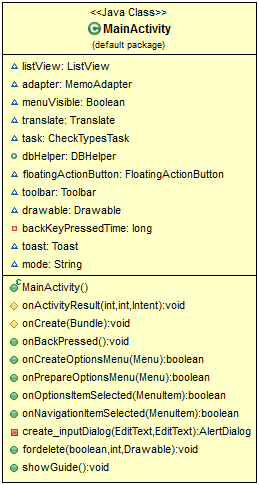 <<Java Class>>
MainActivity
(default package)
listView: ListView
adapter: MemoAdapter
menuVisible: Boolean
translate: Translate
task: CheckTypesTask
dbHelper: DBHelper
floatingActionButton: FloatingActionButton
toolbar: Toolbar
drawable: Drawable
backKeyPressedTime: long
toast: Toast
mode: String
MainActivity()
onActivityResult(int,int,Intent):void
onCreate(Bundle):void
onBackPressed():void
onCreateOptionsMenu(Menu):boolean
onPrepareOptionsMenu(Menu):boolean
onOptionsItemSelected(MenuItem):boolean
onNavigationItemSelected(MenuItem):boolean
create_inputDialog(EditText,EditText):AlertDialog
fordelete(boolean,int,Drawable):void
showGuide():void